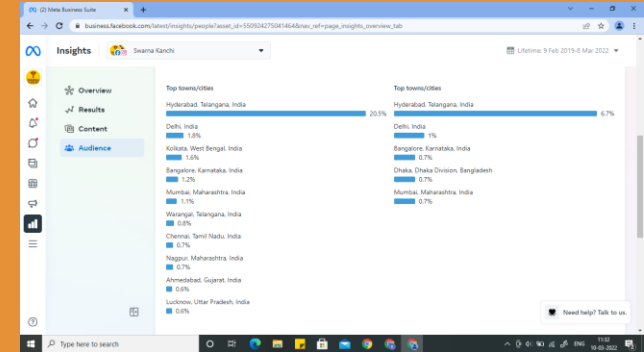 (2) Meta Business Suite
business.facebook.com/latest/insights/people?asset_id=550924275041464&nav_ref=page_insights_overview_tab
Insights
Swarna Kanchi
Lifetime: 9 Feb 2019-8 Mar 2022
Overview
Results
Content
Audience
Top towns/cities
Hyderabad, Telangana, India
20.5%
Delhi, India
1.8%
Kolkata, West Bengal, India
1.6%
Bangalore, Karnataka, India
1.2%
Mumbai, Maharashtra, India
1.1%
Warangal, Telangana, India
0.8%
Chennai, Tamil Nadu, India
0.7%
Nagpur, Maharashtra, India
0.7%
Ahmedabad, Gujarat, India
0.6%
Lucknow, Uttar Pradesh, India
0.6%
Top towns/cities
Hyderabad, Telangana, India
6.7%
Delhi, India
1%
Bangalore, Karnataka, India
0.7%
Dhaka, Dhaka Division, Bangladesh
0.7%
Mumbai, Maharashtra, India
0.7%
Need help? Talk to us.
Type here to search
ENG
11:02
10-03-2022